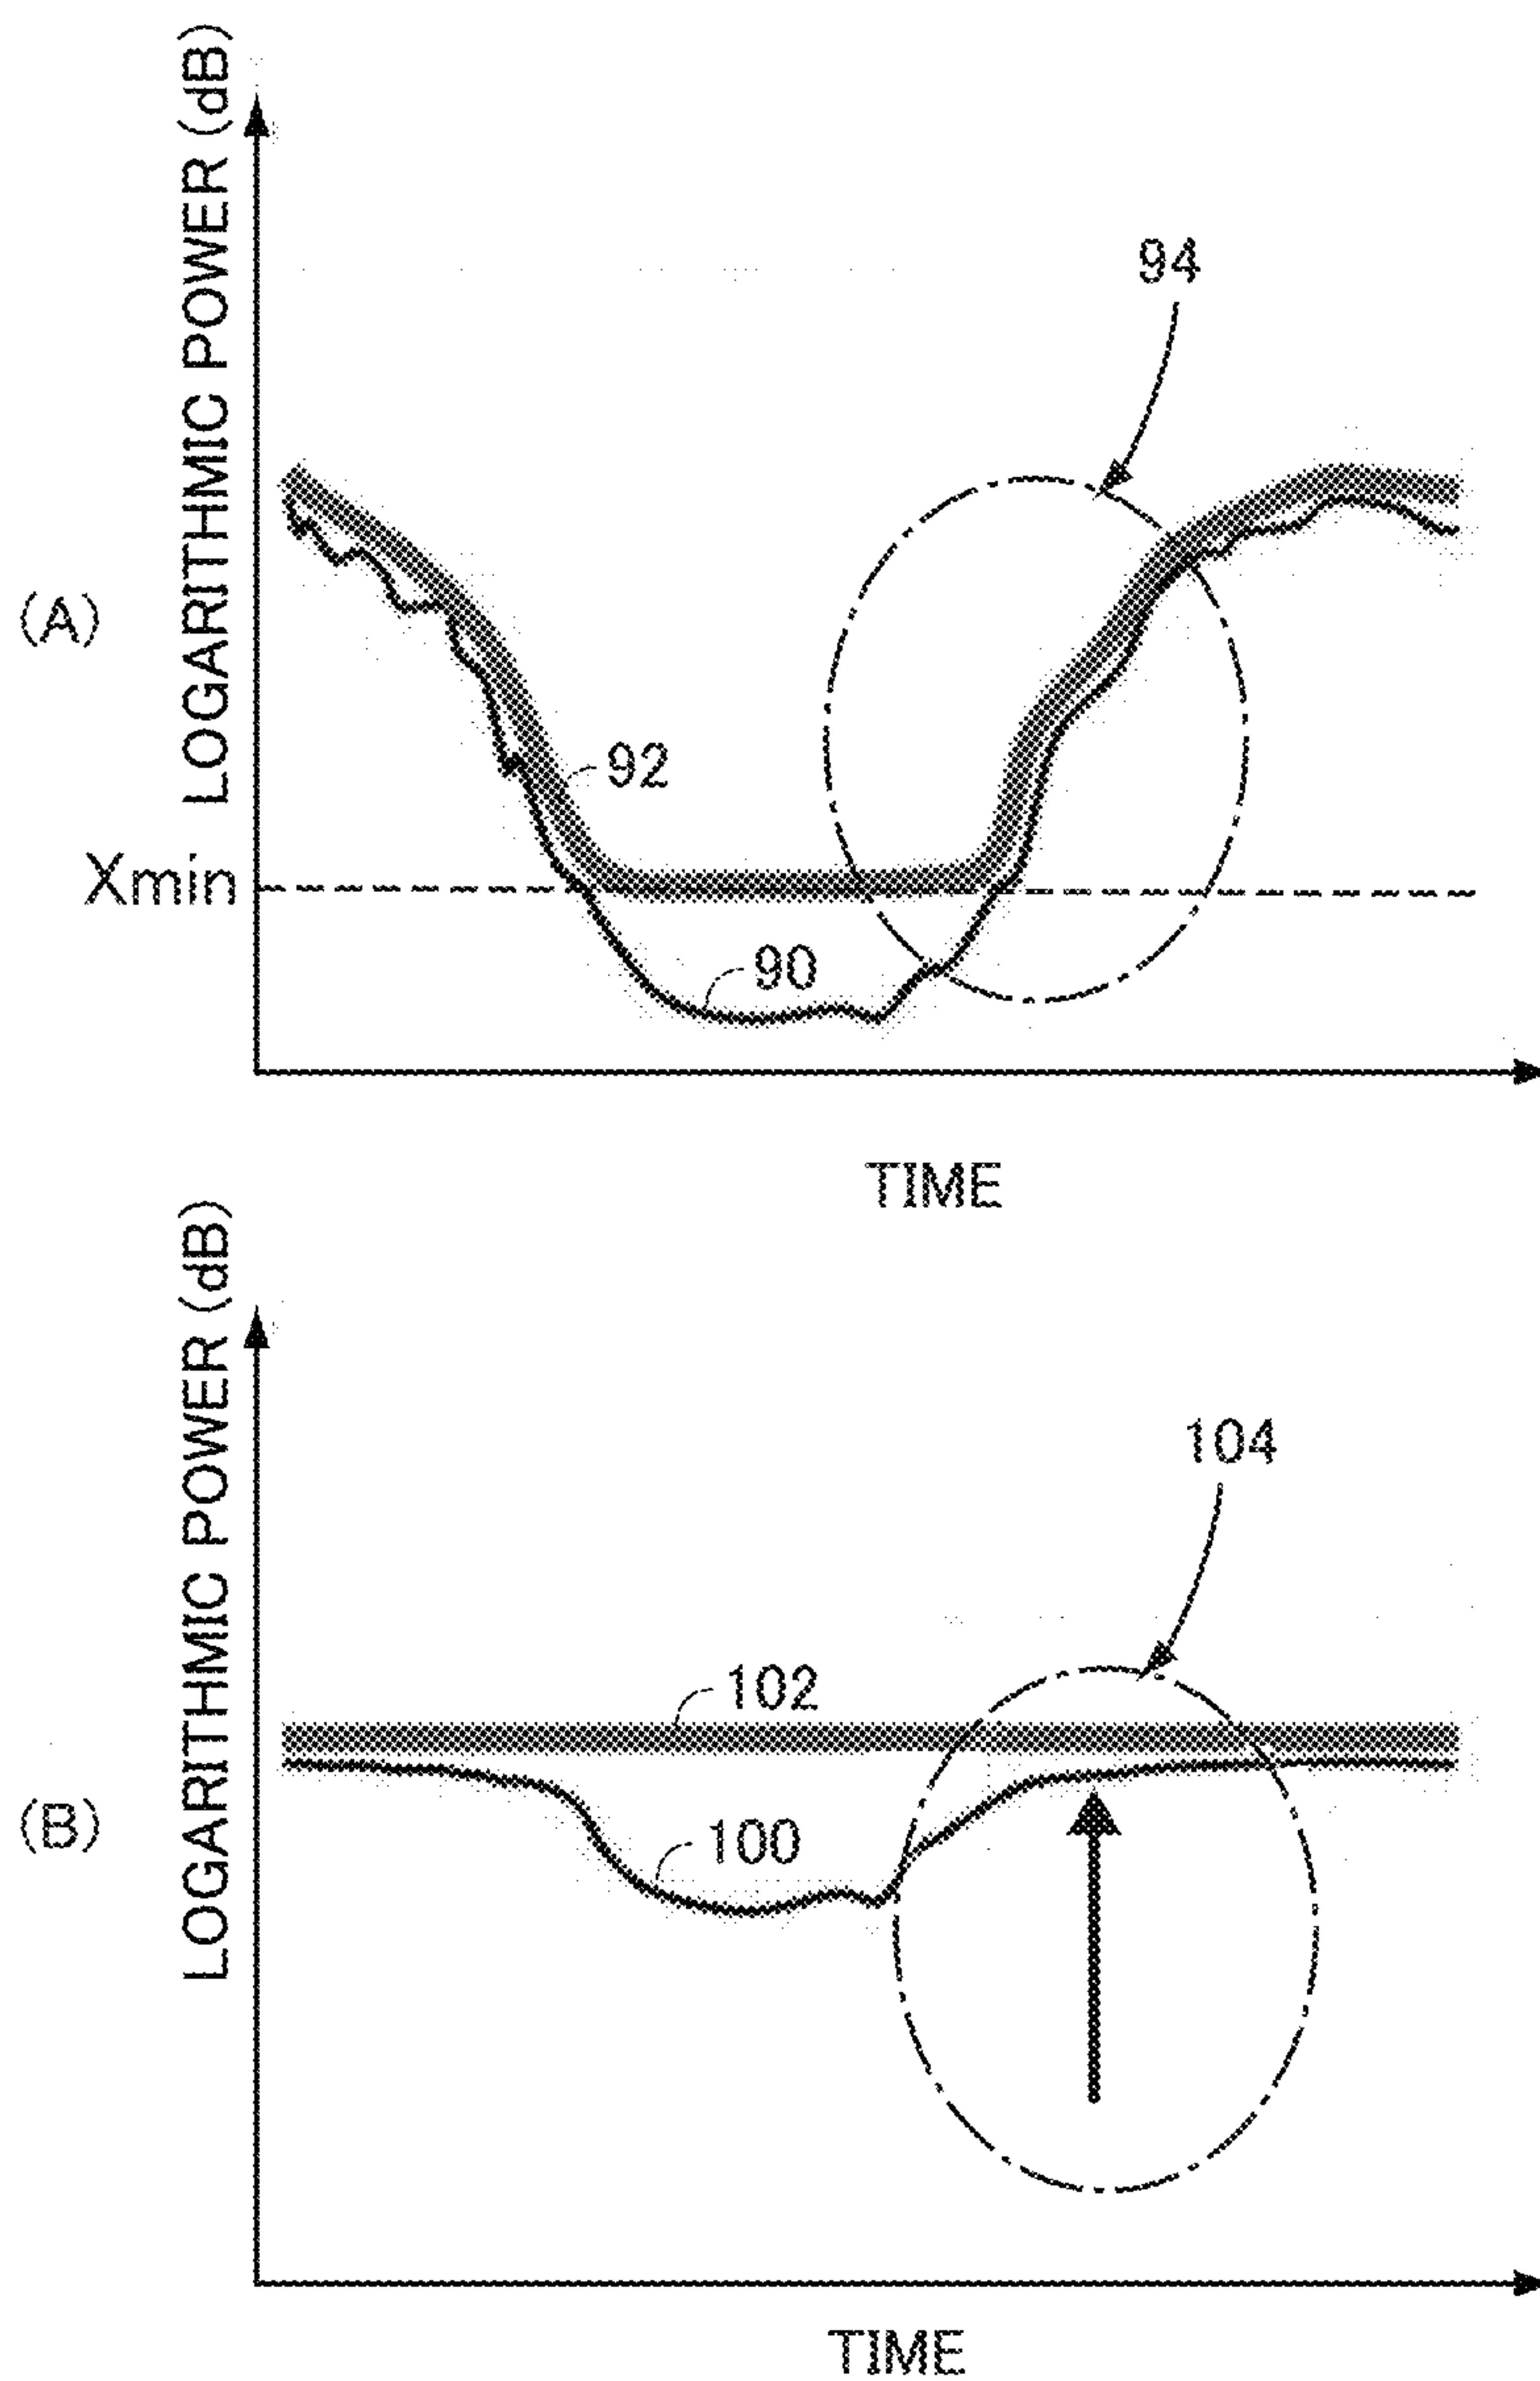 (A)
LOGARITHMIC POWER (dB)
94
92
Xmin
90
TIME
(B)
LOGARITHMIC POWER (dB)
104
102
100
TIME